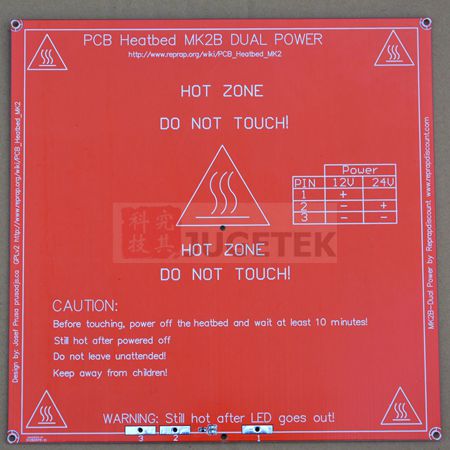 PCB Heatbed MK2B DUAL POWER
http://www.reprap.org/wiki/PCB_Heatbed_MK2
HOT ZONE
DO NOT TOUCH!
Power
PIN 12V 24V
1 + 
2 - +
3 - -
科究
技具
JUCETEK
HOT ZONE
DO NOT TOUCH!
CAUTION:
Before touching, power off the heatbed and wait at least 10 minutes!
Still hot after powered off
Do not leave unattended!
Keep away from children!
WARNING: Still hot after LED goes out!
3 2 1
Design by: Josef Prusa prusadjs.ca GPLv2 http://reprap.org/wiki/PCB_Heatbed_MK2
MK2B-Dual Power by Reprapdiscount www.reprapdiscount.com